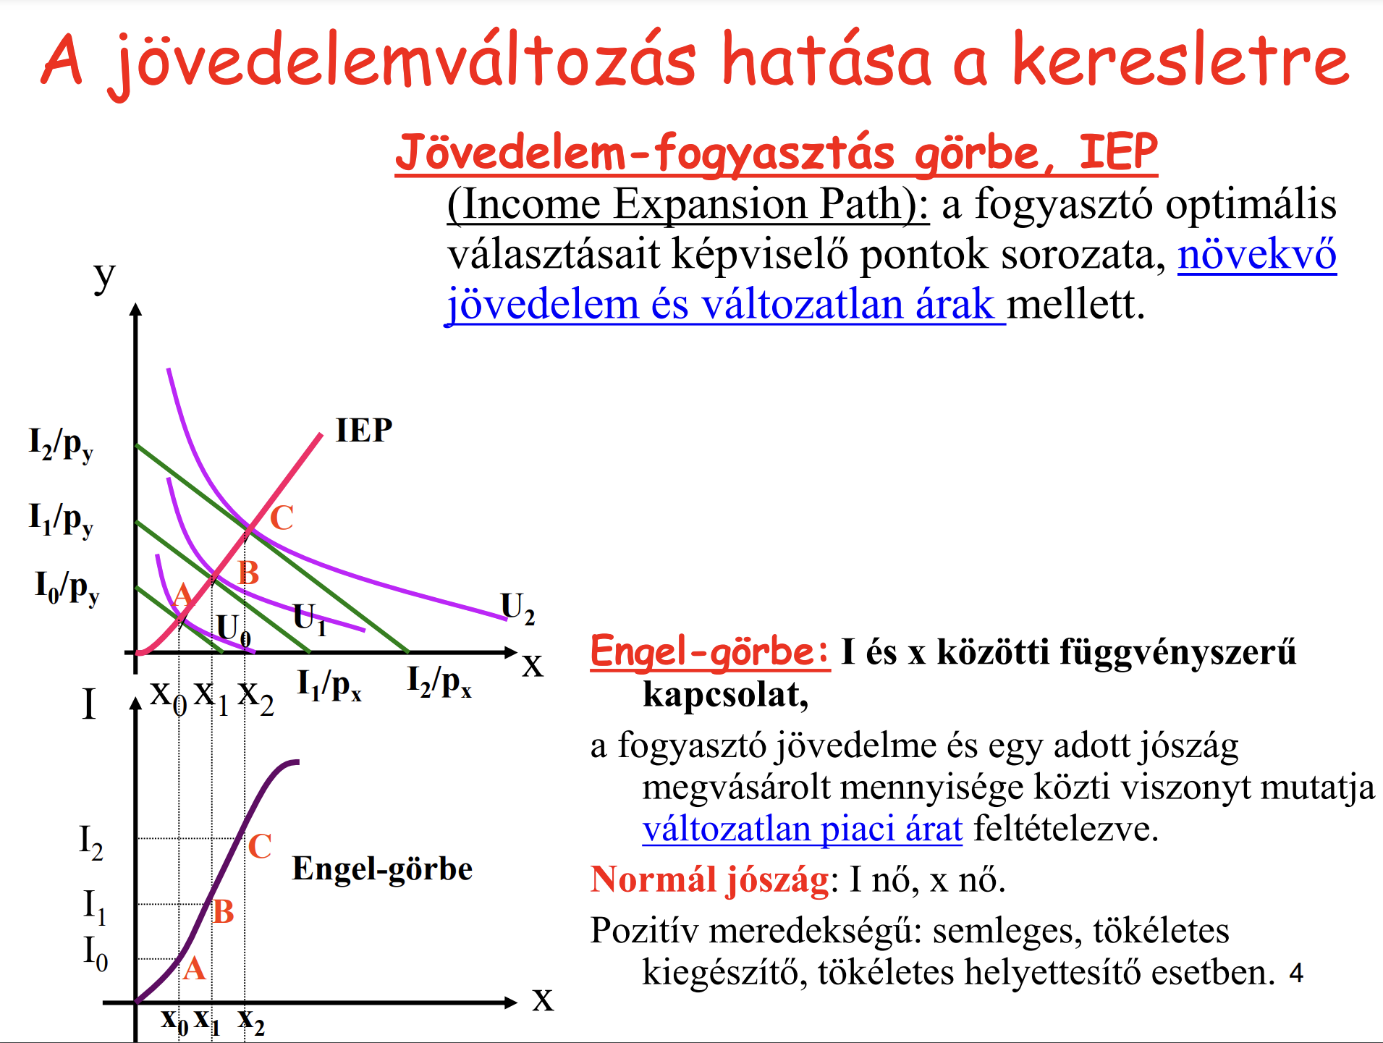 A jövedelemváltozás hatása a keresletre
Jövedelem-fogyasztás görbe, IEP
(Income Expansion Path): a fogyasztó optimális
választásait képviselő pontok sorozata, növekvő
jövedelem és változatlan árak mellett.
y
I₂/pᵧ
I₁/pᵧ
I₀/pᵧ
IEP
C
B
A
U₀
U₁
U₂
x
x₀ x₁ x₂
I₁/pₓ
I₂/pₓ
I
I₂
I₁
I₀
C
B
A
Engel-görbe
x
x₀ x₁ x₂
Engel-görbe: I és x közötti függvényszerű
kapcsolat,
a fogyasztó jövedelme és egy adott jószág
megvásárolt mennyisége közti viszonyt mutatja
változatlan piaci árat feltételezve.
Normál jószág: I nő, x nő.
Pozitív meredekségű: semleges, tökéletes
kiegészítő, tökéletes helyettesítő esetben. 4